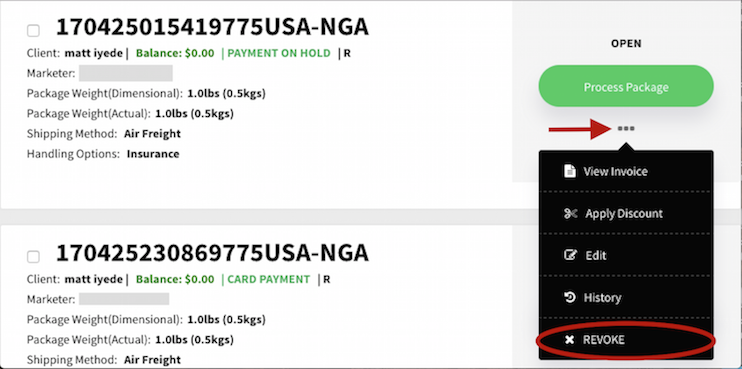 170425015419775USA-NGA
Client: matt iyede | Balance: $0.00 | PAYMENT ON HOLD | R
Marketer:
Package Weight(Dimensional): 1.0lbs (0.5kgs)
Package Weight(Actual): 1.0lbs (0.5kgs)
Shipping Method: Air Freight
Handling Options: Insurance
OPEN
Process Package
View Invoice
Apply Discount
Edit
History
REVOKE
170425230869775USA-NGA
Client: matt iyede | Balance: $0.00 | CARD PAYMENT | R
Marketer:
Package Weight(Dimensional): 1.0lbs (0.5kgs)
Package Weight(Actual): 1.0lbs (0.5kgs)
Shipping Method: Air Freight